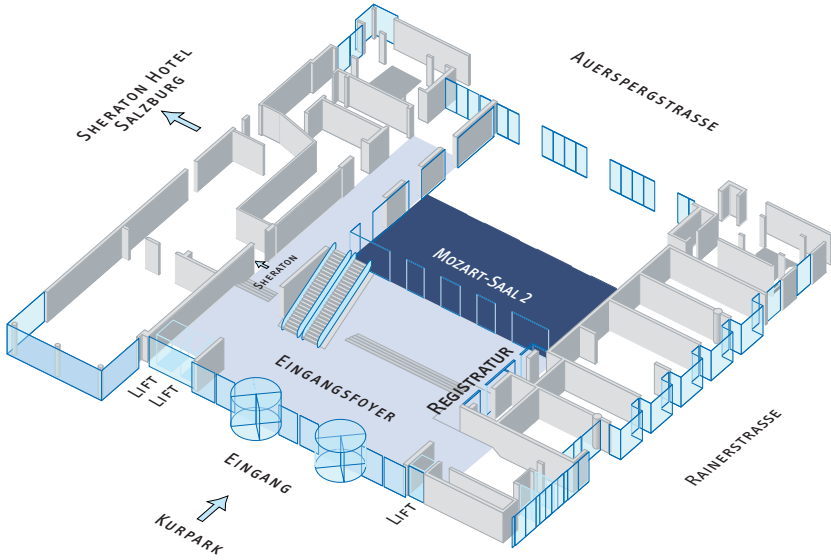 SHERATON HOTEL
SALZBURG
AUERSPERGSTRASSE
MOZART-SAAL 2
SHERATON
REGISTRATUR
EINGANGSFOYER
LIFT
LIFT
EINGANG
LIFT
KURPARK
RAINERSTRASSE